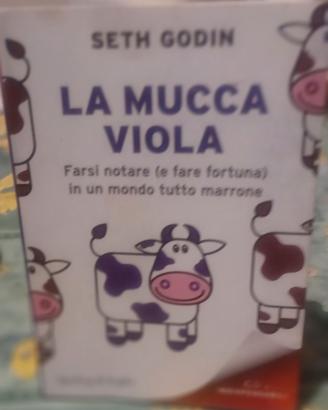 SETH GODIN
LA MUCCA
VIOLA
Farsi notare (e fare fortuna)
in un mondo tutto marrone